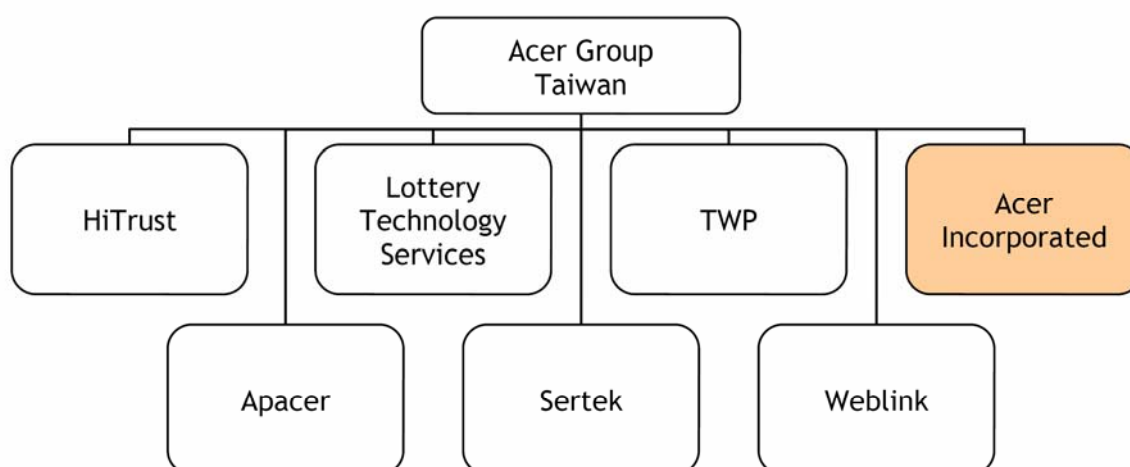 Acer Group
Taiwan
HiTrust
Lottery
Technology
Services
TWP
Acer
Incorporated
Apacer
Sertek
Weblink